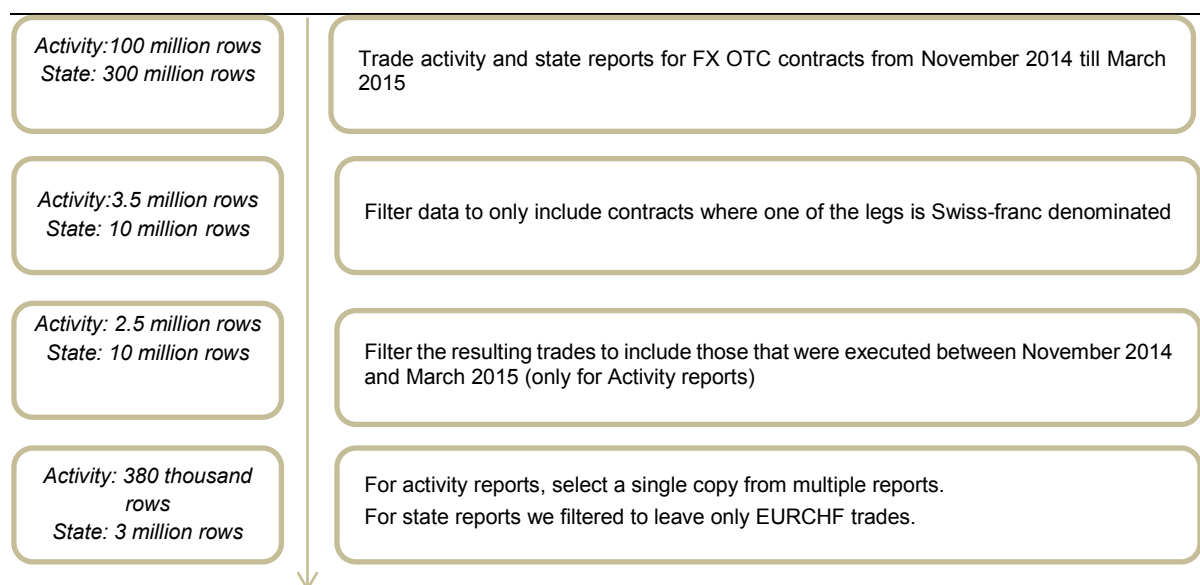 Activity:100 million rows
State: 300 million rows
Trade activity and state reports for FX OTC contracts from November 2014 till March
2015
Activity:3.5 million rows
State: 10 million rows
Filter data to only include contracts where one of the legs is Swiss-franc denominated
Activity: 2.5 million rows
State: 10 million rows
Filter the resulting trades to include those that were executed between November 2014
and March 2015 (only for Activity reports)
Activity: 380 thousand
rows
State: 3 million rows
For activity reports, select a single copy from multiple reports.
For state reports we filtered to leave only EURCHF trades.